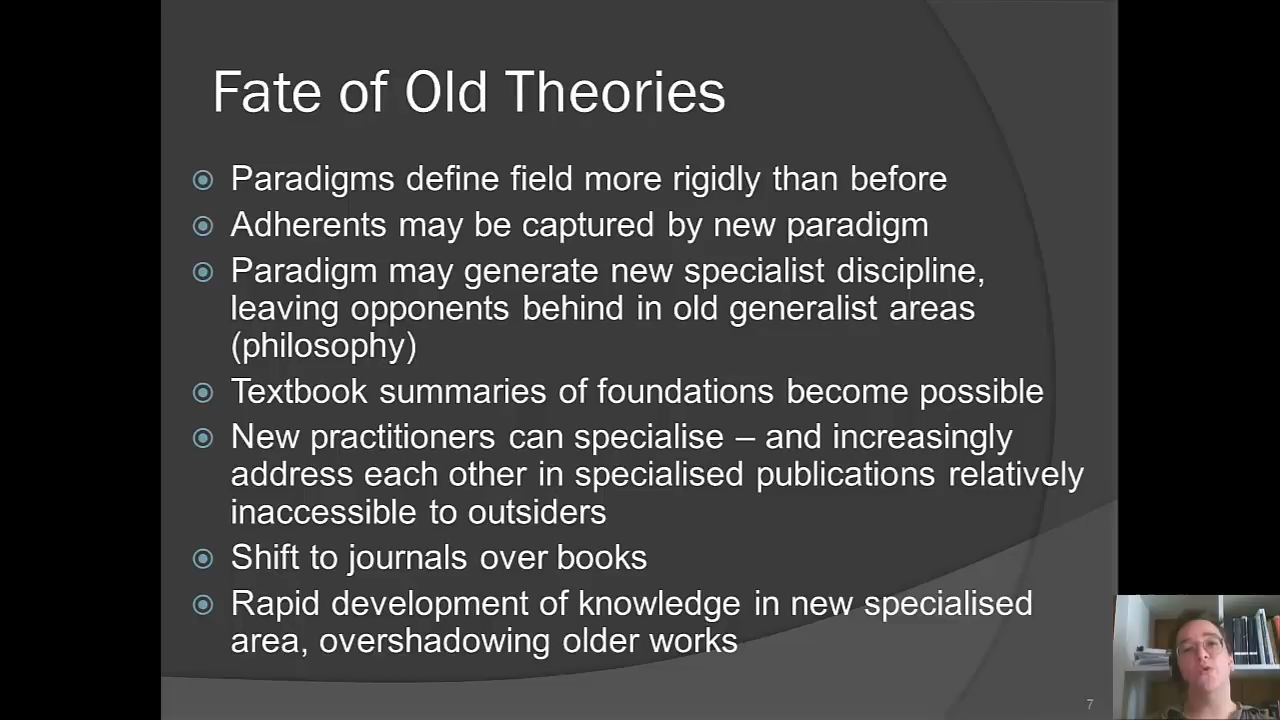 Fate of Old Theories
Paradigms define field more rigidly than before
Adherents may be captured by new paradigm
Paradigm may generate new specialist discipline,
leaving opponents behind in old generalist areas
(philosophy)
Textbook summaries of foundations become possible
New practitioners can specialise – and increasingly
address each other in specialised publications relatively
inaccessible to outsiders
Shift to journals over books
Rapid development of knowledge in new specialised
area, overshadowing older works
7